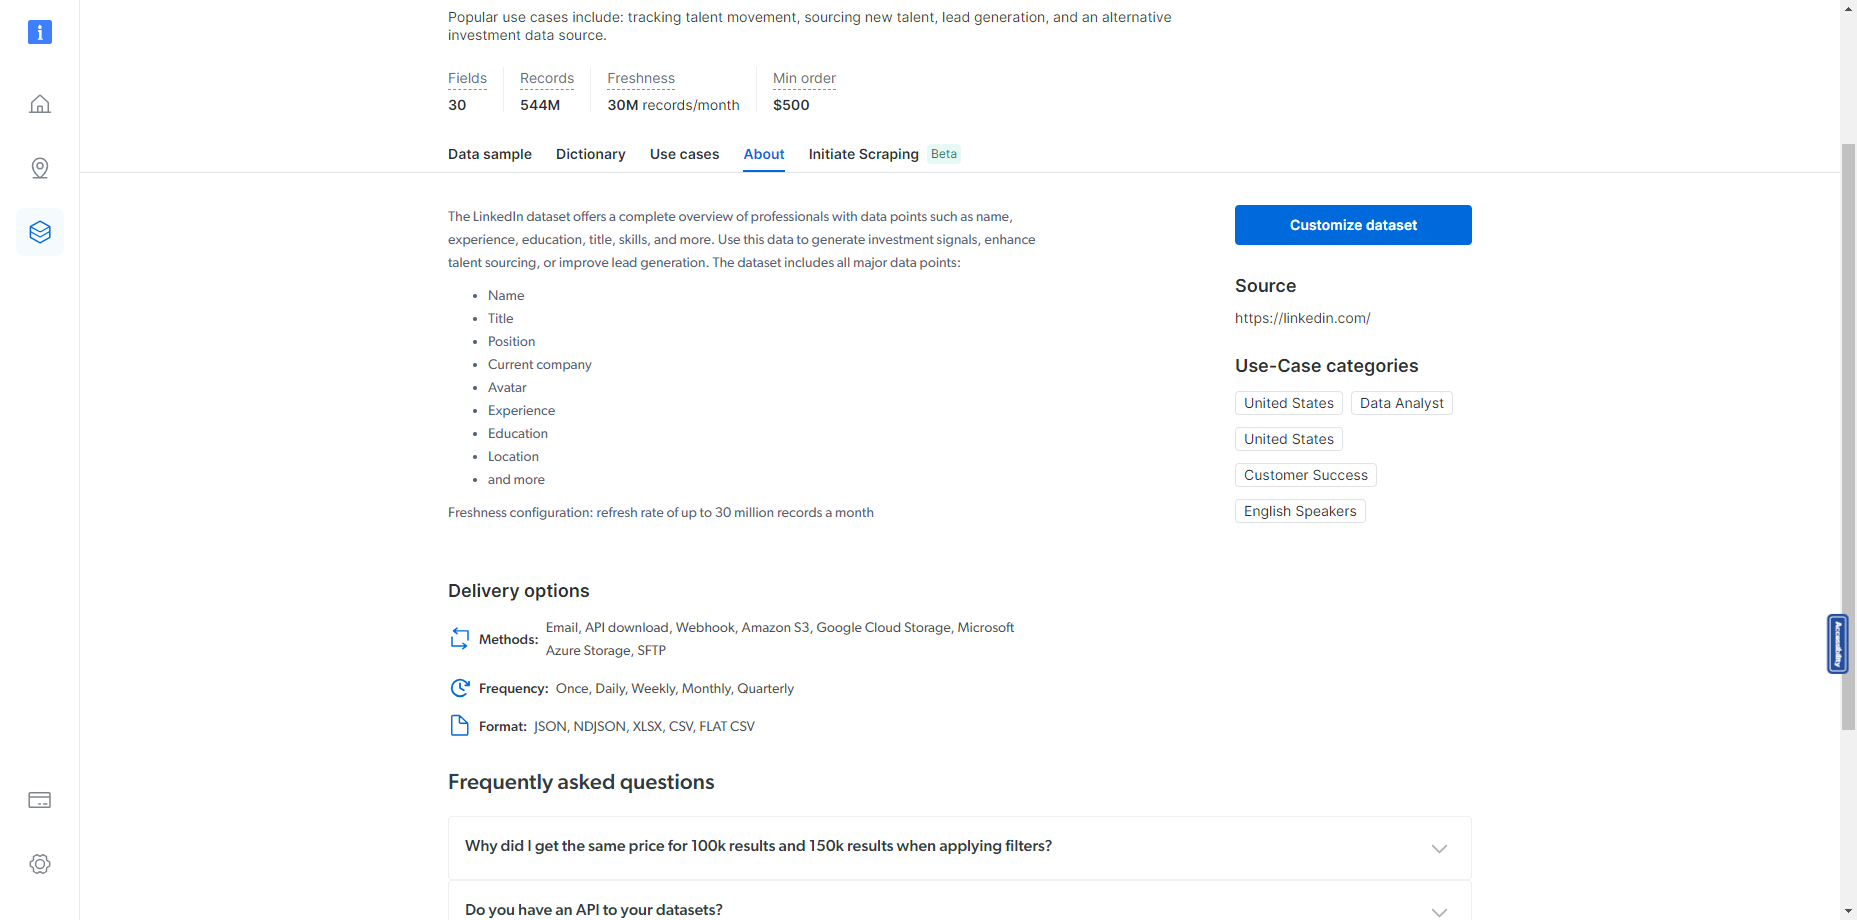 i
Popular use cases include: tracking talent movement, sourcing new talent, lead generation, and an alternative
investment data source.
Fields Records Freshness Min order
30 544M 30M records/month $500
Data sample Dictionary Use cases About Initiate Scraping Beta
The LinkedIn dataset offers a complete overview of professionals with data points such as name,
experience, education, title, skills, and more. Use this data to generate investment signals, enhance
talent sourcing, or improve lead generation. The dataset includes all major data points:
• Name
• Title
• Position
• Current company
• Avatar
• Experience
• Education
• Location
• and more
Freshness configuration: refresh rate of up to 30 million records a month
Customize dataset
Source
https://linkedin.com/
Use-Case categories
United States Data Analyst
United States
Customer Success
English Speakers
Delivery options
Methods: Email, API download, Webhook, Amazon S3, Google Cloud Storage, Microsoft
Azure Storage, SFTP
Frequency: Once, Daily, Weekly, Monthly, Quarterly
Format: JSON, NDJSON, XLSX, CSV, FLAT CSV
Accessibility
Frequently asked questions
Why did I get the same price for 100k results and 150k results when applying filters?
Do you have an API to your datasets?